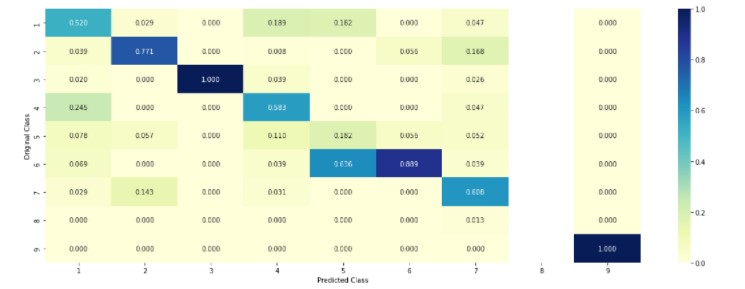 1 0.520 0.029 0.000 0.189 0.182 0.000 0.047 0.000
2 0.039 0.771 0.000 0.008 0.000 0.056 0.168 0.000
3 0.020 0.000 1.000 0.039 0.000 0.000 0.026 0.000
4 0.245 0.000 0.000 0.583 0.000 0.000 0.047 0.000
5 0.078 0.057 0.000 0.110 0.182 0.056 0.052 0.000
6 0.069 0.000 0.000 0.039 0.636 0.889 0.039 0.000
7 0.029 0.143 0.000 0.031 0.000 0.000 0.608 0.000
8 0.000 0.000 0.000 0.000 0.000 0.000 0.013 0.000
9 0.000 0.000 0.000 0.000 0.000 0.000 0.000 1.000
1 2 3 4 5 6 7 8 9
Predicted Class
Original Class
1.0
0.8
0.6
0.4
0.2
0.0